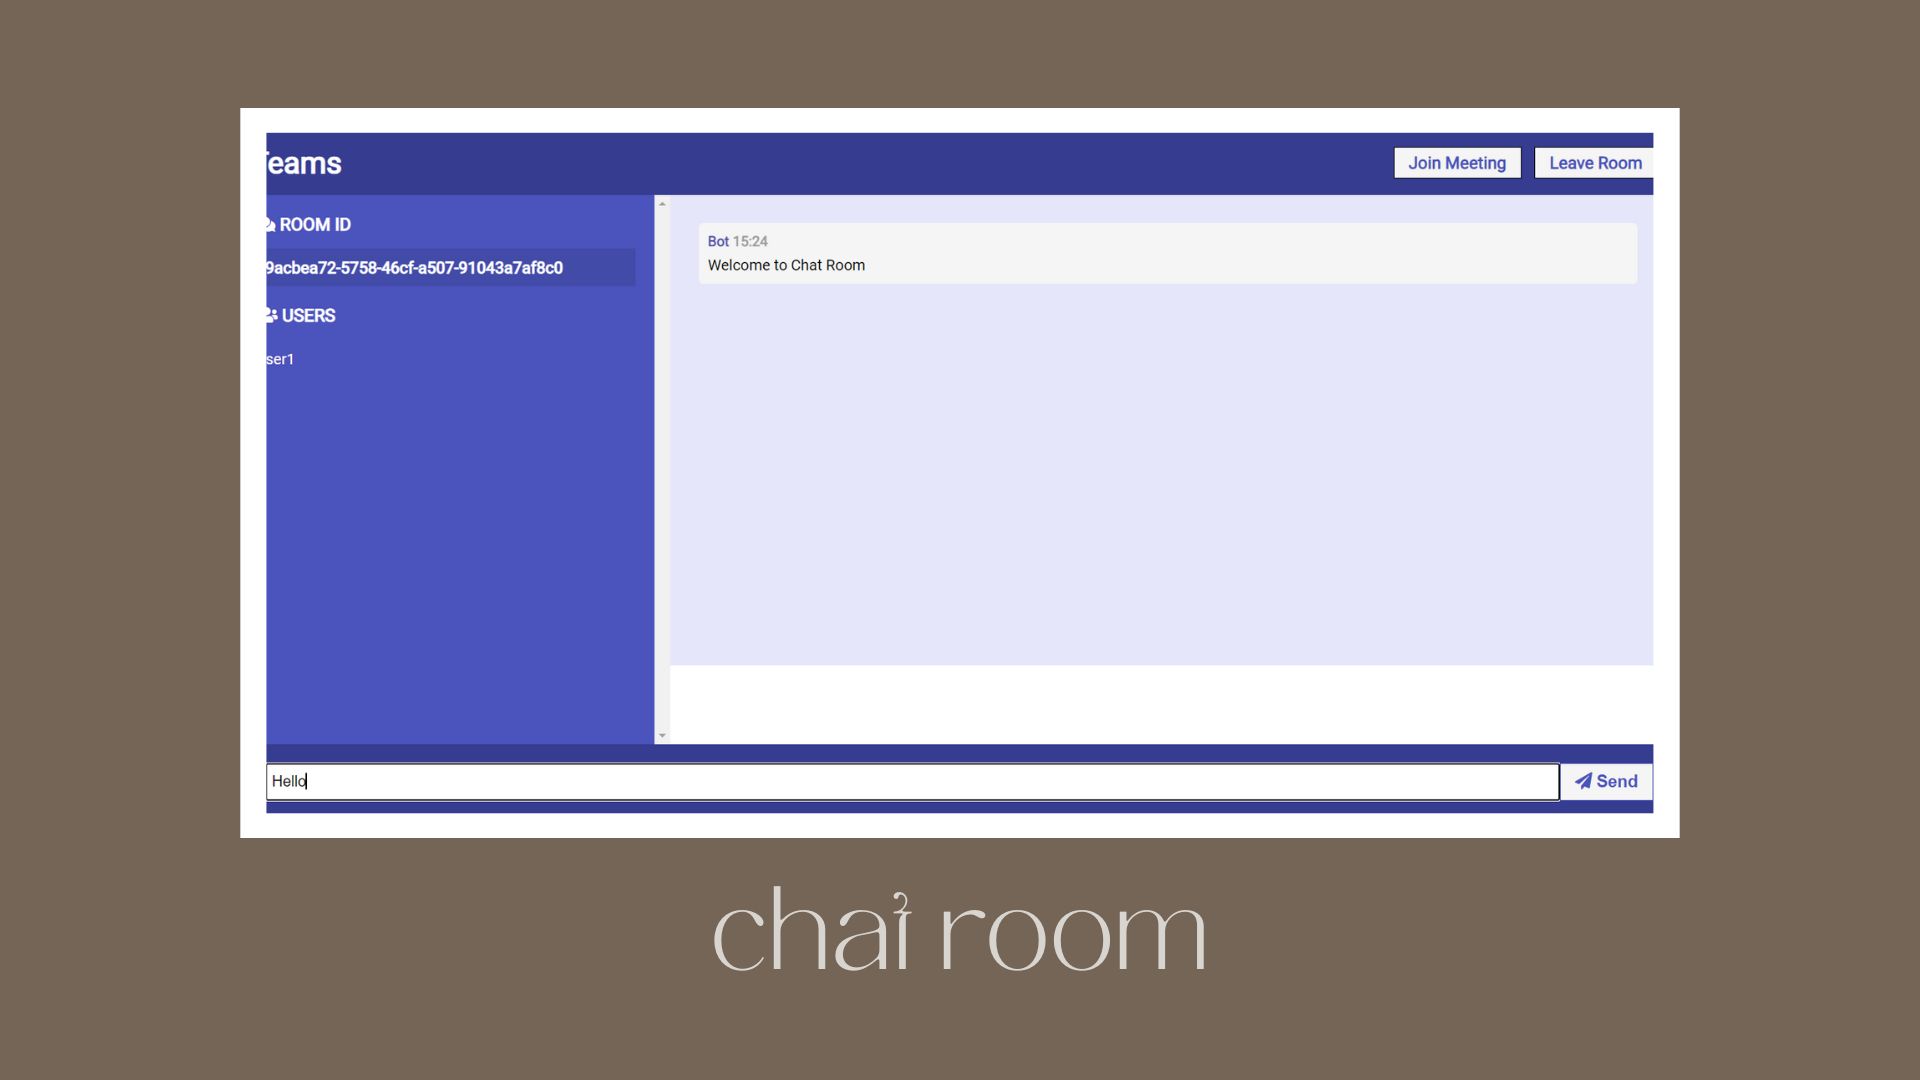 Teams
Join Meeting
Leave Room
ROOM ID
9acbea72-5758-46cf-a507-91043a7af8c0
USERS
ser1
Bot 15:24
Welcome to Chat Room
Hello
Send
chat room